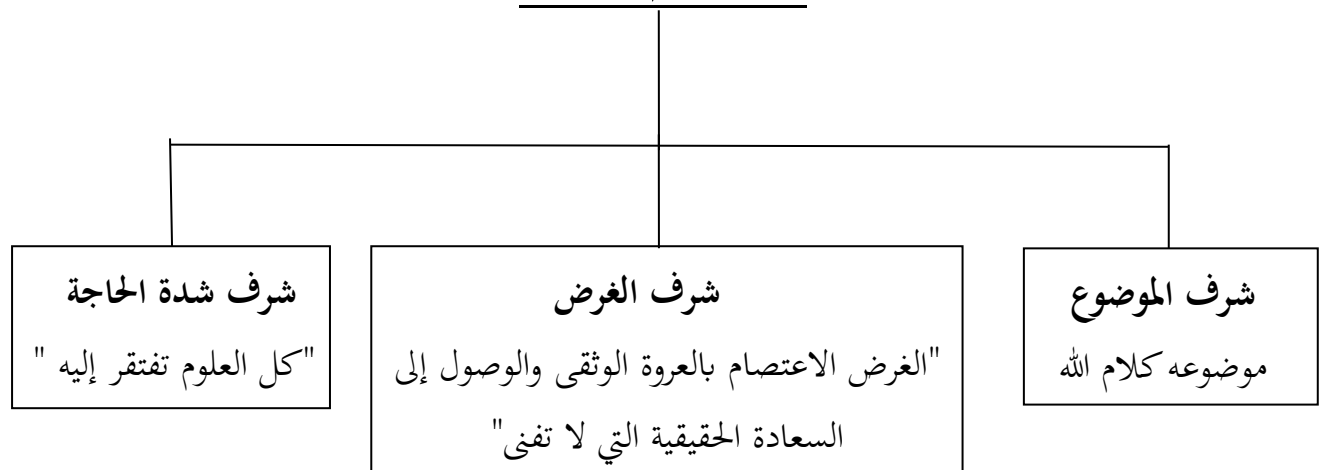 شرف الموضوع
موضوعه كلام الله
شرف الغرض
"الغرض الاعتصام بالعروة الوثقى والوصول إلى
السعادة الحقيقية التي لا تفنى"
شرف شدة الحاجة
"كل العلوم تفتقر إليه "